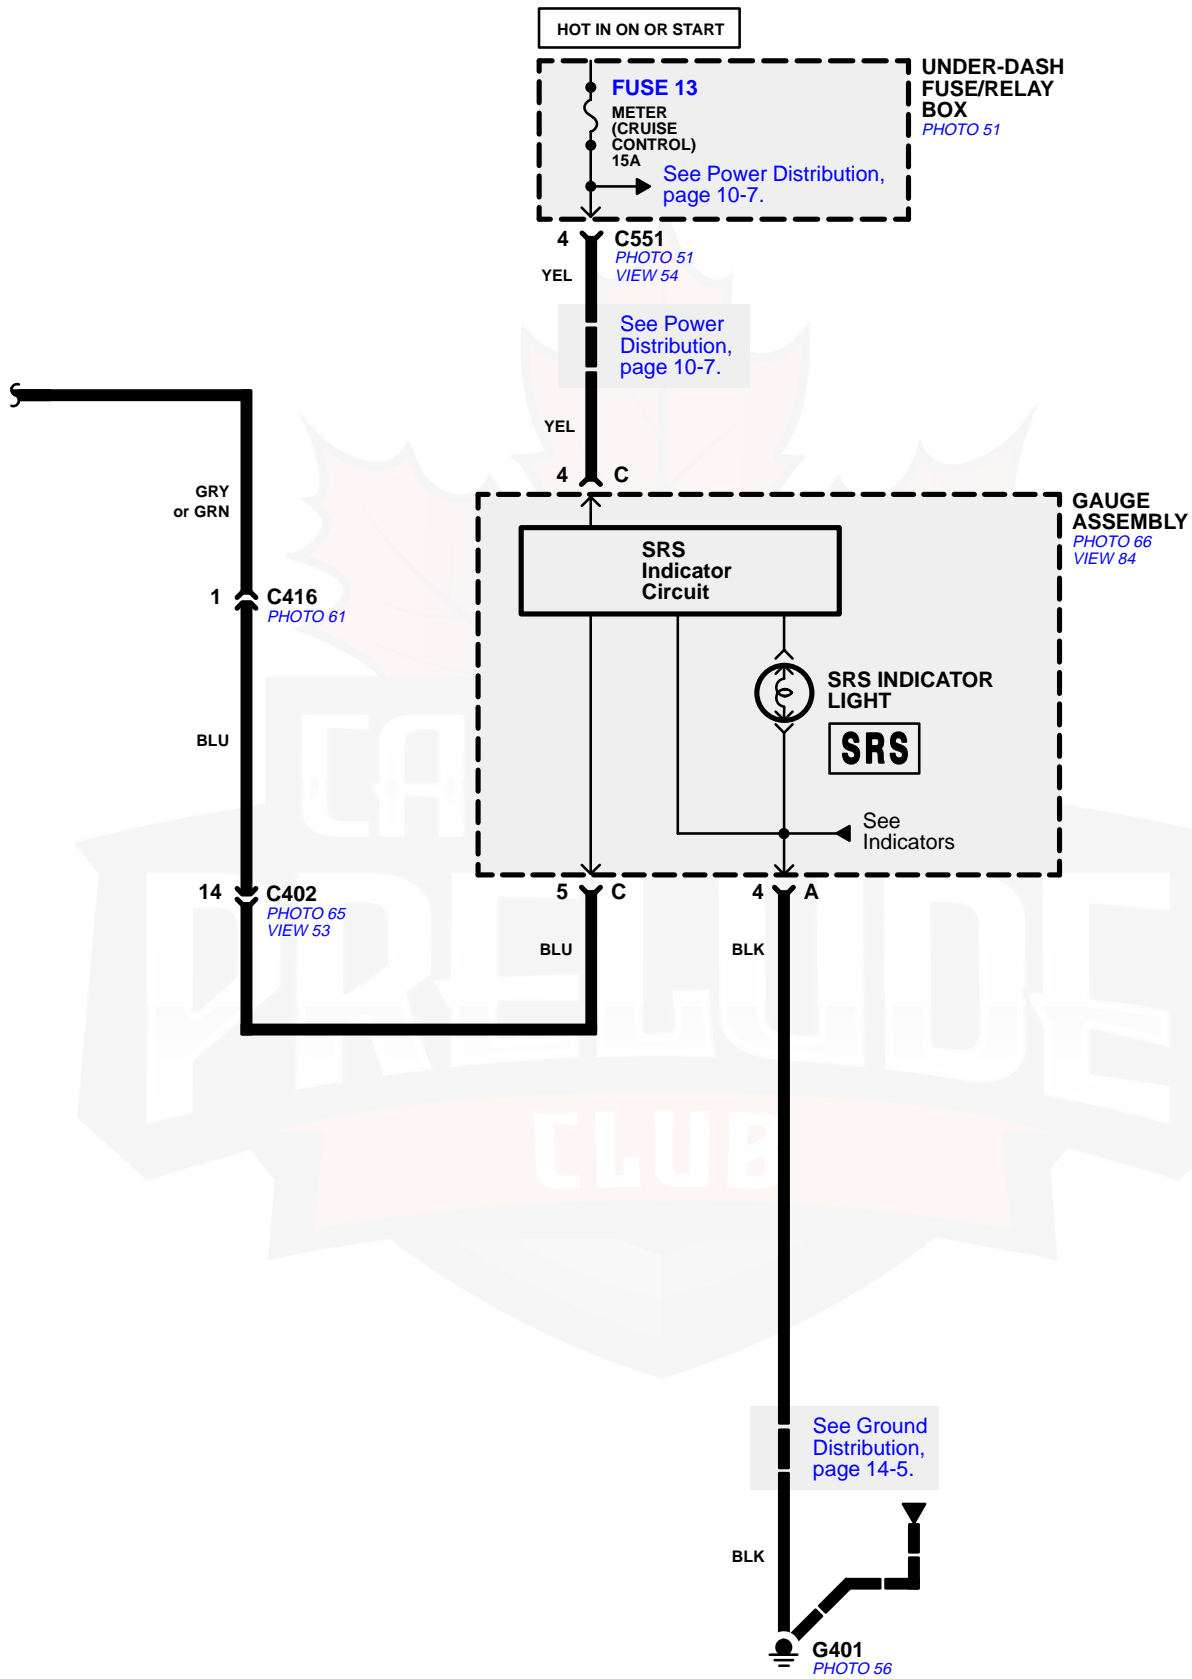 HOT IN ON OR START
FUSE 13
METER
(CRUISE
CONTROL)
15A
See Power Distribution,
page 10-7.
UNDER-DASH
FUSE/RELAY
BOX
PHOTO 51
4
C551
PHOTO 51
VIEW 54
YEL
See Power
Distribution,
page 10-7.
YEL
4
C
GRY
or GRN
1
C416
PHOTO 61
BLU
14
C402
PHOTO 65
VIEW 53
GAUGE
ASSEMBLY
PHOTO 66
VIEW 84
SRS
Indicator
Circuit
SRS INDICATOR
LIGHT
SRS
See
Indicators
5
C
4
A
BLU
BLK
See Ground
Distribution,
page 14-5.
BLK
G401
PHOTO 56
PRELUDE
CLUB